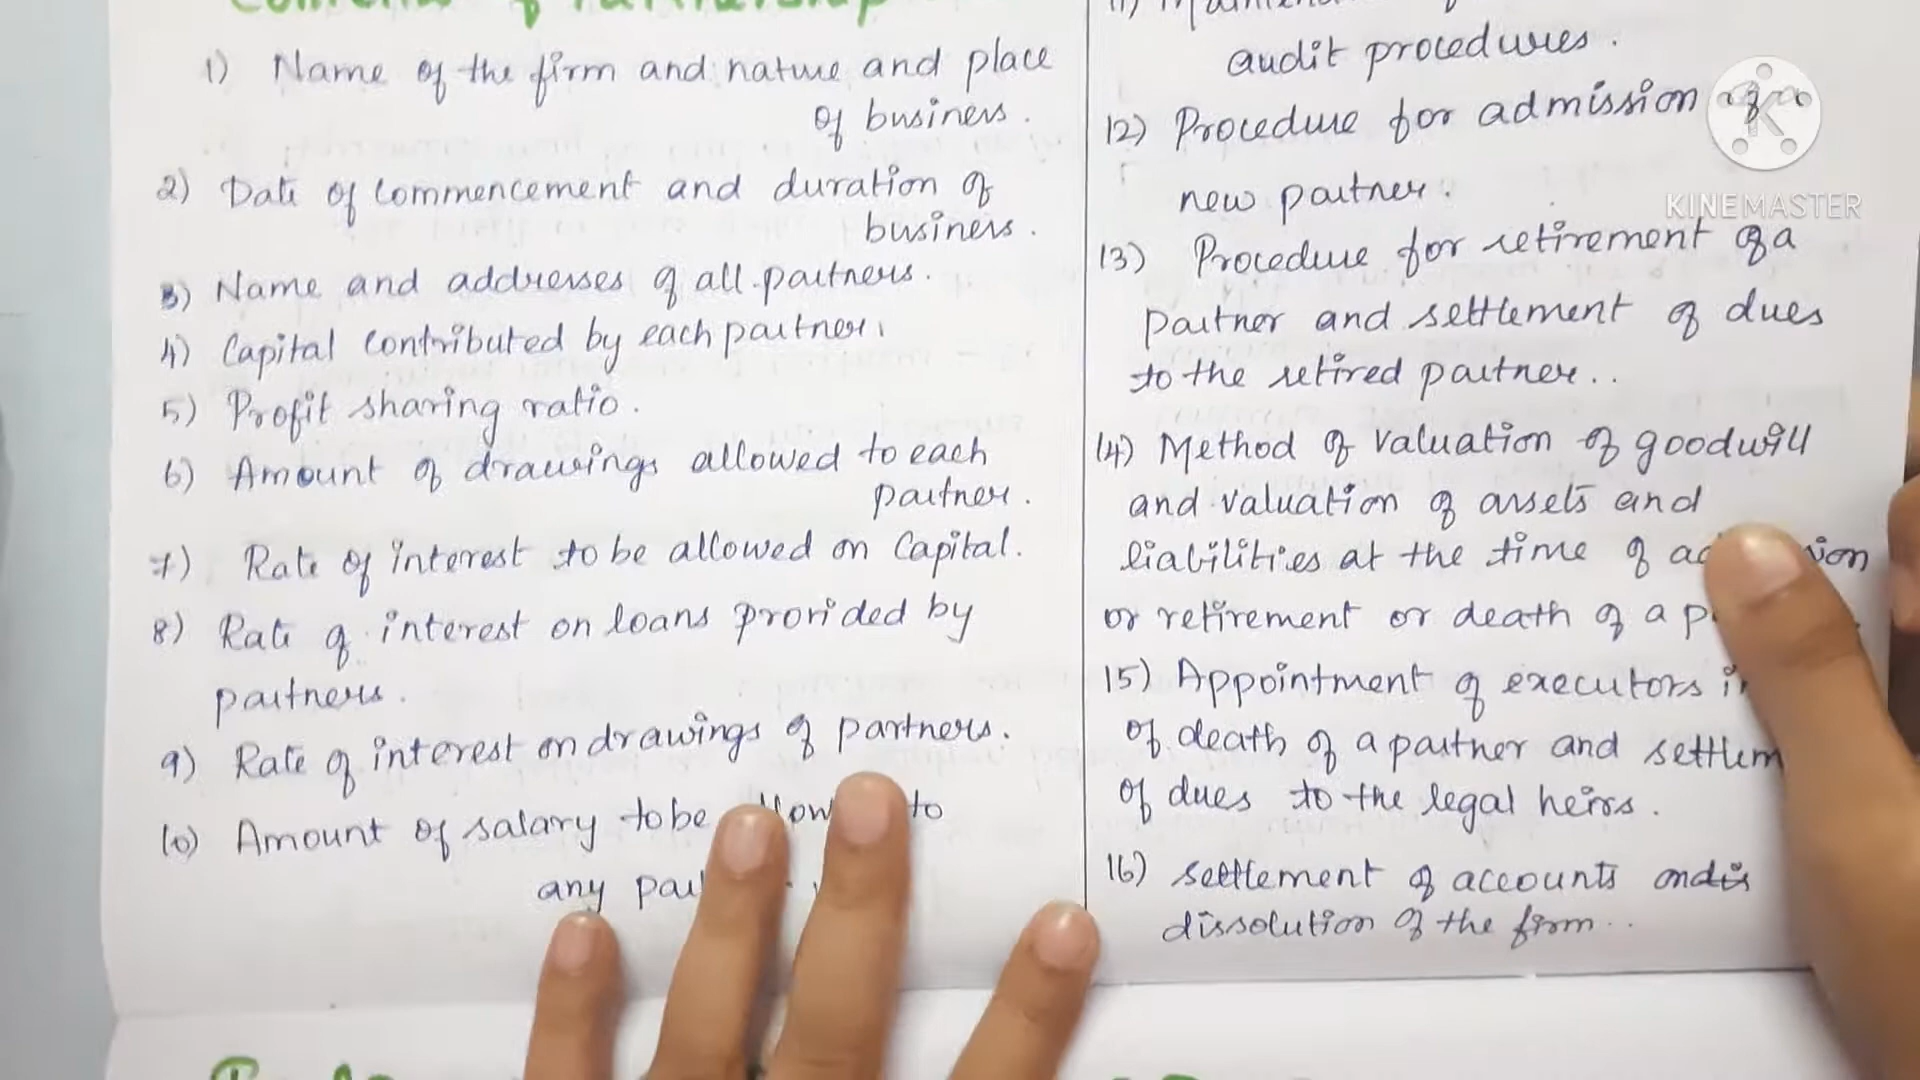 of Partnership
1) Name of the firm and nature and place
of business.
2) Date of Commencement and duration of
business.
3) Name and addresses of all partners.
4) Capital contributed by each partner.
5) Profit sharing ratio.
6) Amount of drawings allowed to each
partner.
7) Rate of interest to be allowed on Capital.
8) Rate of interest on loans provided by
partners.
9) Rate of interest on drawings of partners.
10) Amount of salary to be to
any
11)
audit procedures.
12) Procedure for admission of a
new partner.
13) Procedure for retirement of a
partner and settlement of dues
to the retired partner..
14) Method of valuation of goodwill
and valuation of assets and
liabilities at the time of
or retirement or death of a
15) Appointment of executors
of death of a partner and
of dues to the legal heirs.
16) settlement of accounts on
dissolution of the firm..
KINEMASTER